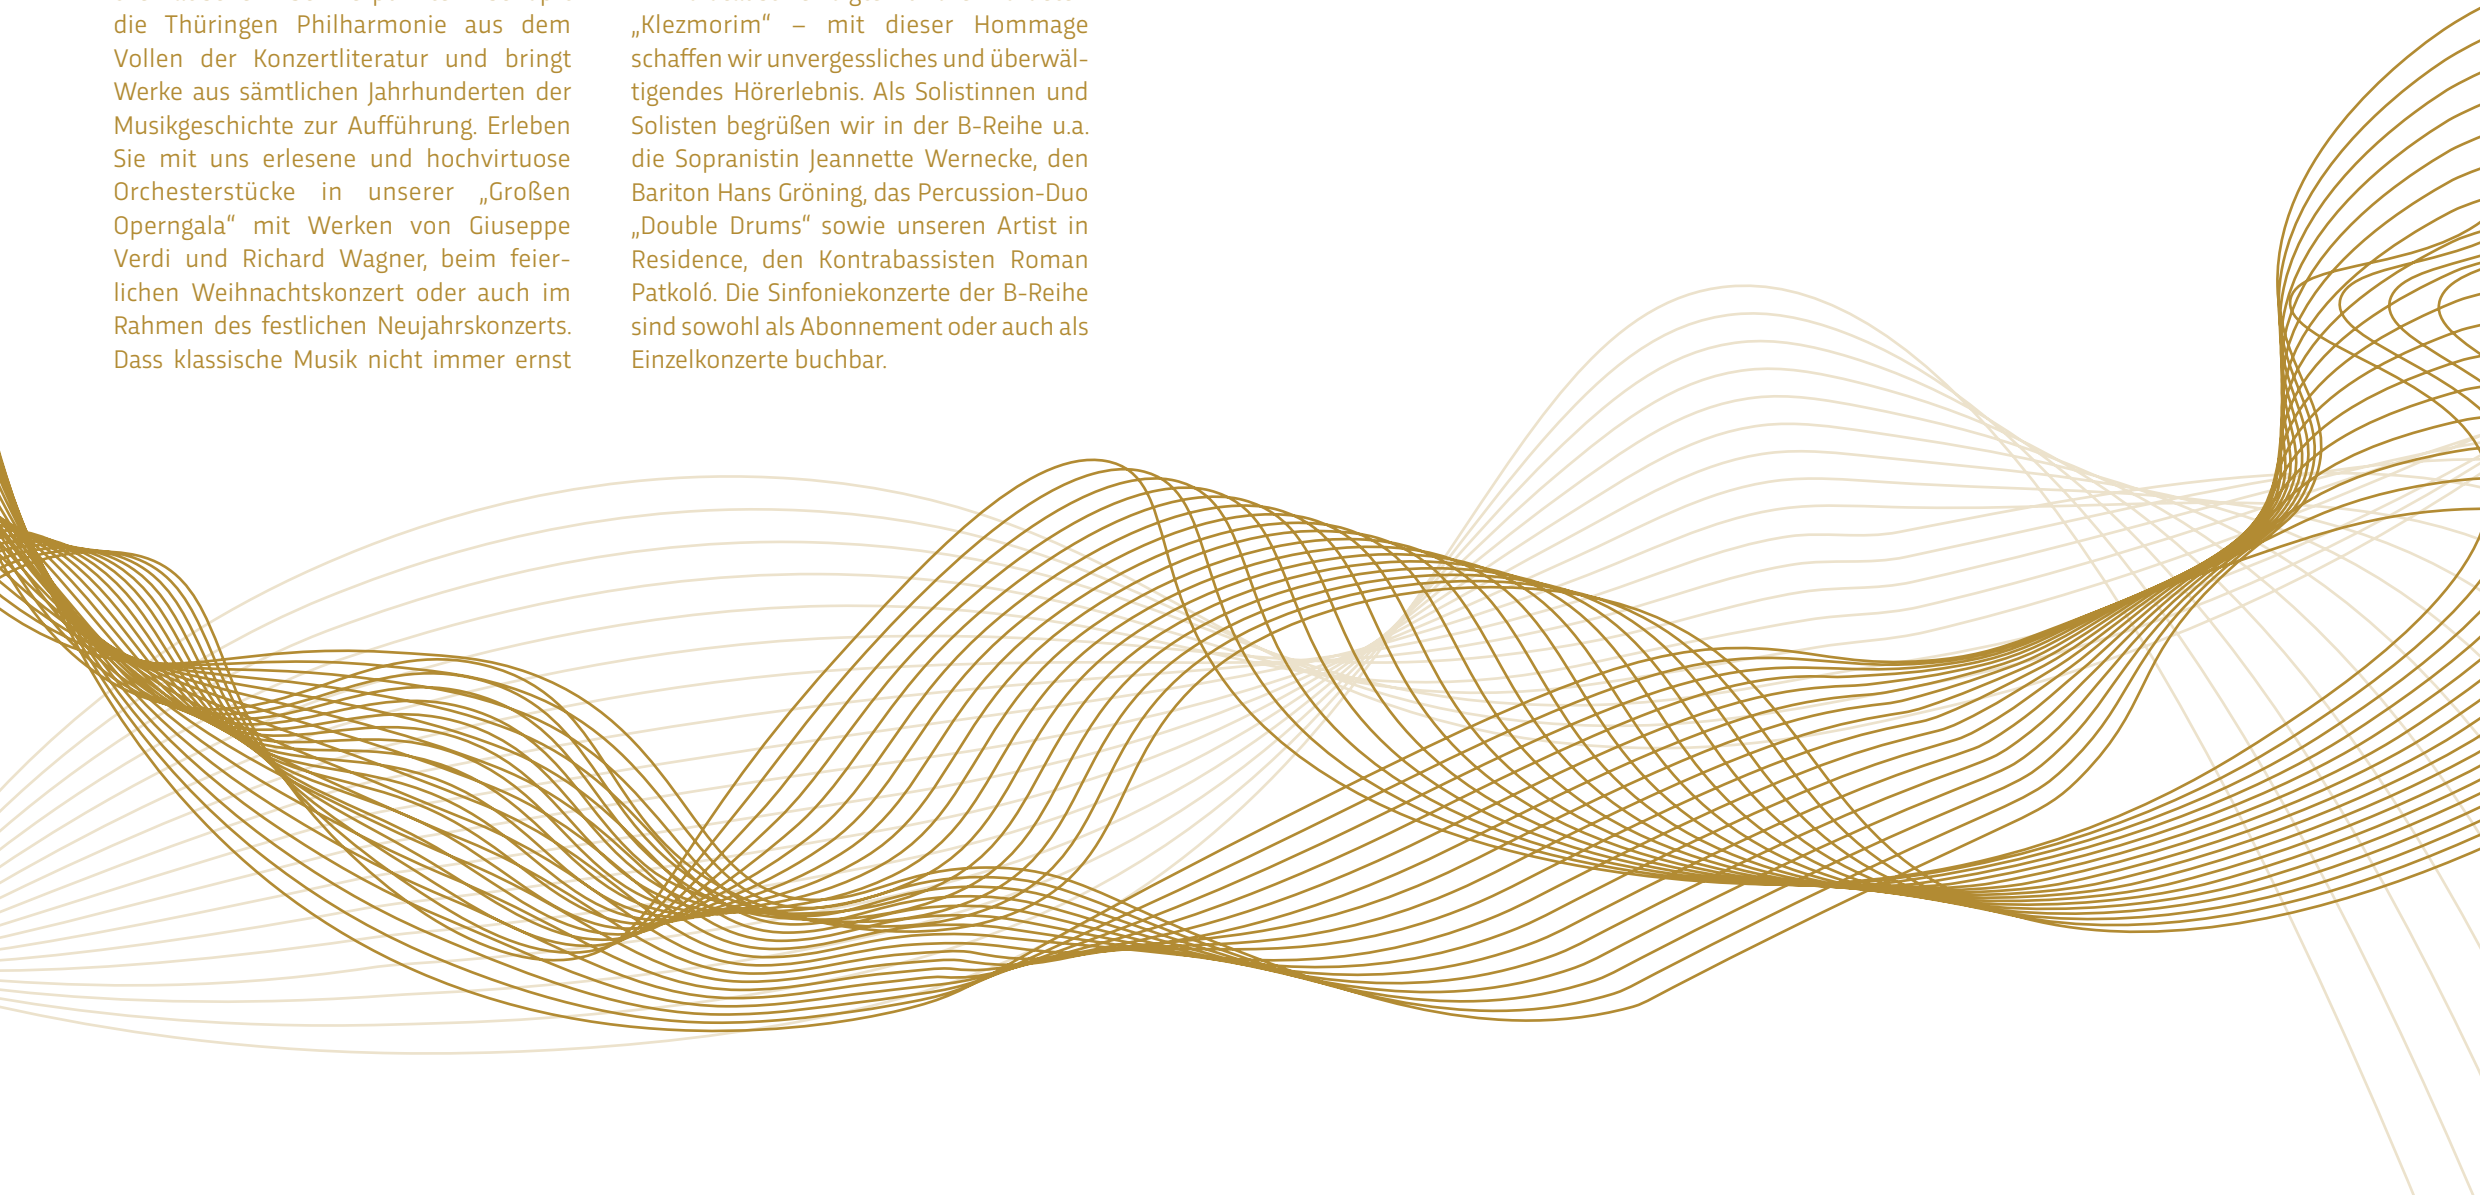 die Thüringen Philharmonie aus dem
Vollen der Konzertliteratur und bringt
Werke aus sämtlichen Jahrhunderten der
Musikgeschichte zur Aufführung. Erleben
Sie mit uns erlesene und hochvirtuose
Orchesterstücke in unserer „Großen
Operngala“ mit Werken von Giuseppe
Verdi und Richard Wagner, beim feier-
lichen Weihnachtskonzert oder auch im
Rahmen des festlichen Neujahrskonzerts.
Dass klassische Musik nicht immer ernst
„Klezmorim“ – mit dieser Hommage
schaffen wir unvergessliches und überwäl-
tigendes Hörerlebnis. Als Solistinnen und
Solisten begrüßen wir in der B-Reihe u.a.
die Sopranistin Jeannette Wernecke, den
Bariton Hans Gröning, das Percussion-Duo
„Double Drums“ sowie unseren Artist in
Residence, den Kontrabassisten Roman
Patkoló. Die Sinfoniekonzerte der B-Reihe
sind sowohl als Abonnement oder auch als
Einzelkonzerte buchbar.